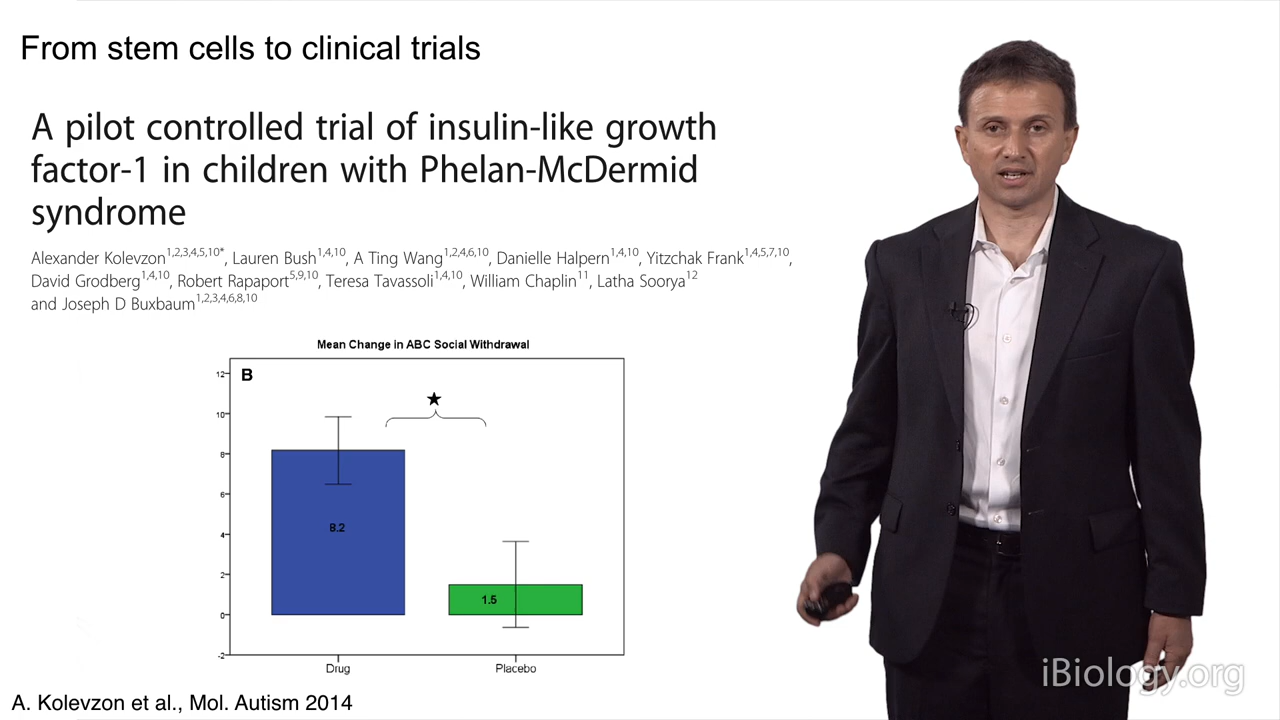 From stem cells to clinical trials
A pilot controlled trial of insulin-like growth
factor-1 in children with Phelan-McDermid
syndrome
Alexander Kolevzon1,2,3,4,5,10*, Lauren Bush1,4,10, A Ting Wang1,2,4,6,10, Danielle Halpern1,4,10, Yitzchak Frank1,4,5,7,10,
David Grodberg1,4,10, Robert Rapaport5,9,10, Teresa Tavassoli1,4,10, William Chaplin11, Latha Soorya12
and Joseph D Buxbaum1,2,3,4,6,8,10
Mean Change in ABC Social Withdrawal
B
12
10
8
6
4
2
0
-2
8.2
1.5
Drug
Placebo
A. Kolevzon et al., Mol. Autism 2014
iBiology.org